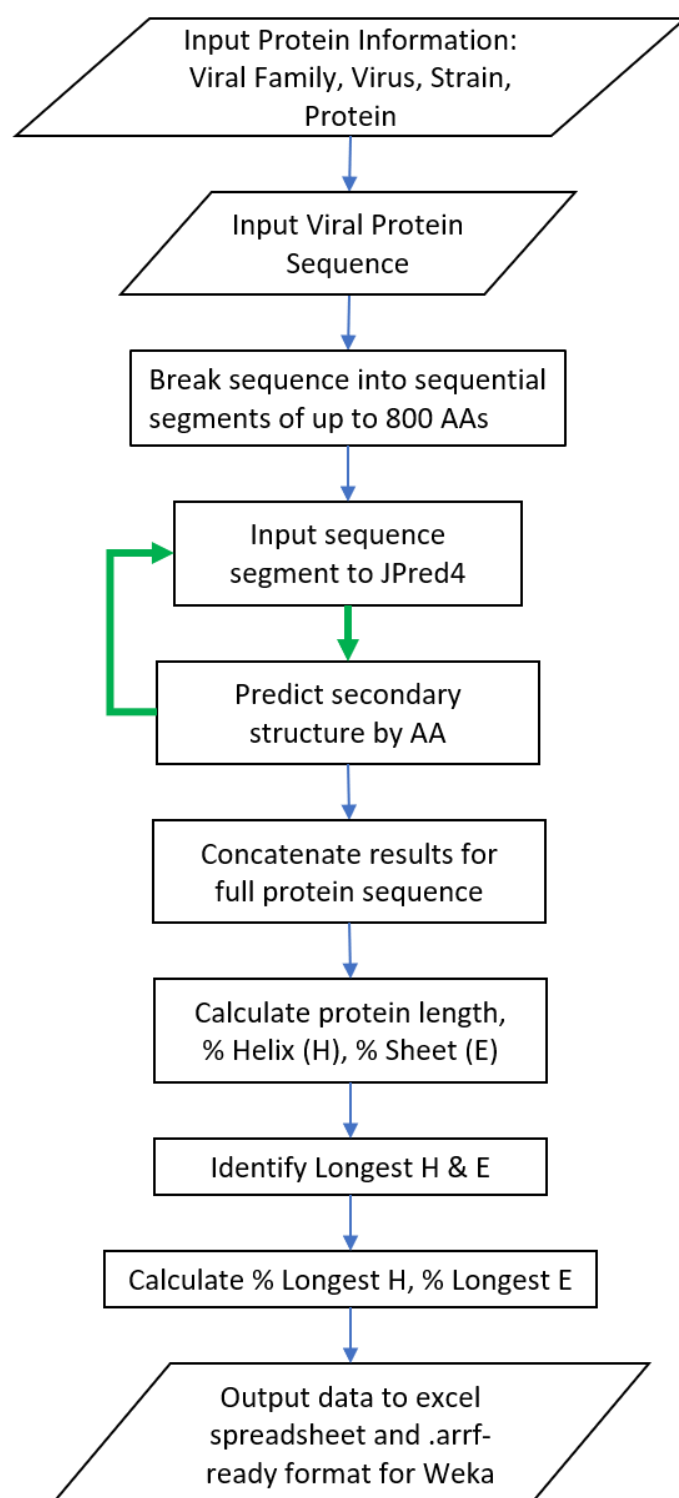 Input Protein Information:
Viral Family, Virus, Strain,
Protein
Input Viral Protein
Sequence
Break sequence into sequential
segments of up to 800 AAs
Input sequence
segment to JPred4
Predict secondary
structure by AA
Concatenate results for
full protein sequence
Calculate protein length,
% Helix (H), % Sheet (E)
Identify Longest H & E
Calculate % Longest H, % Longest E
Output data to excel
spreadsheet and .arrf-
ready format for Weka